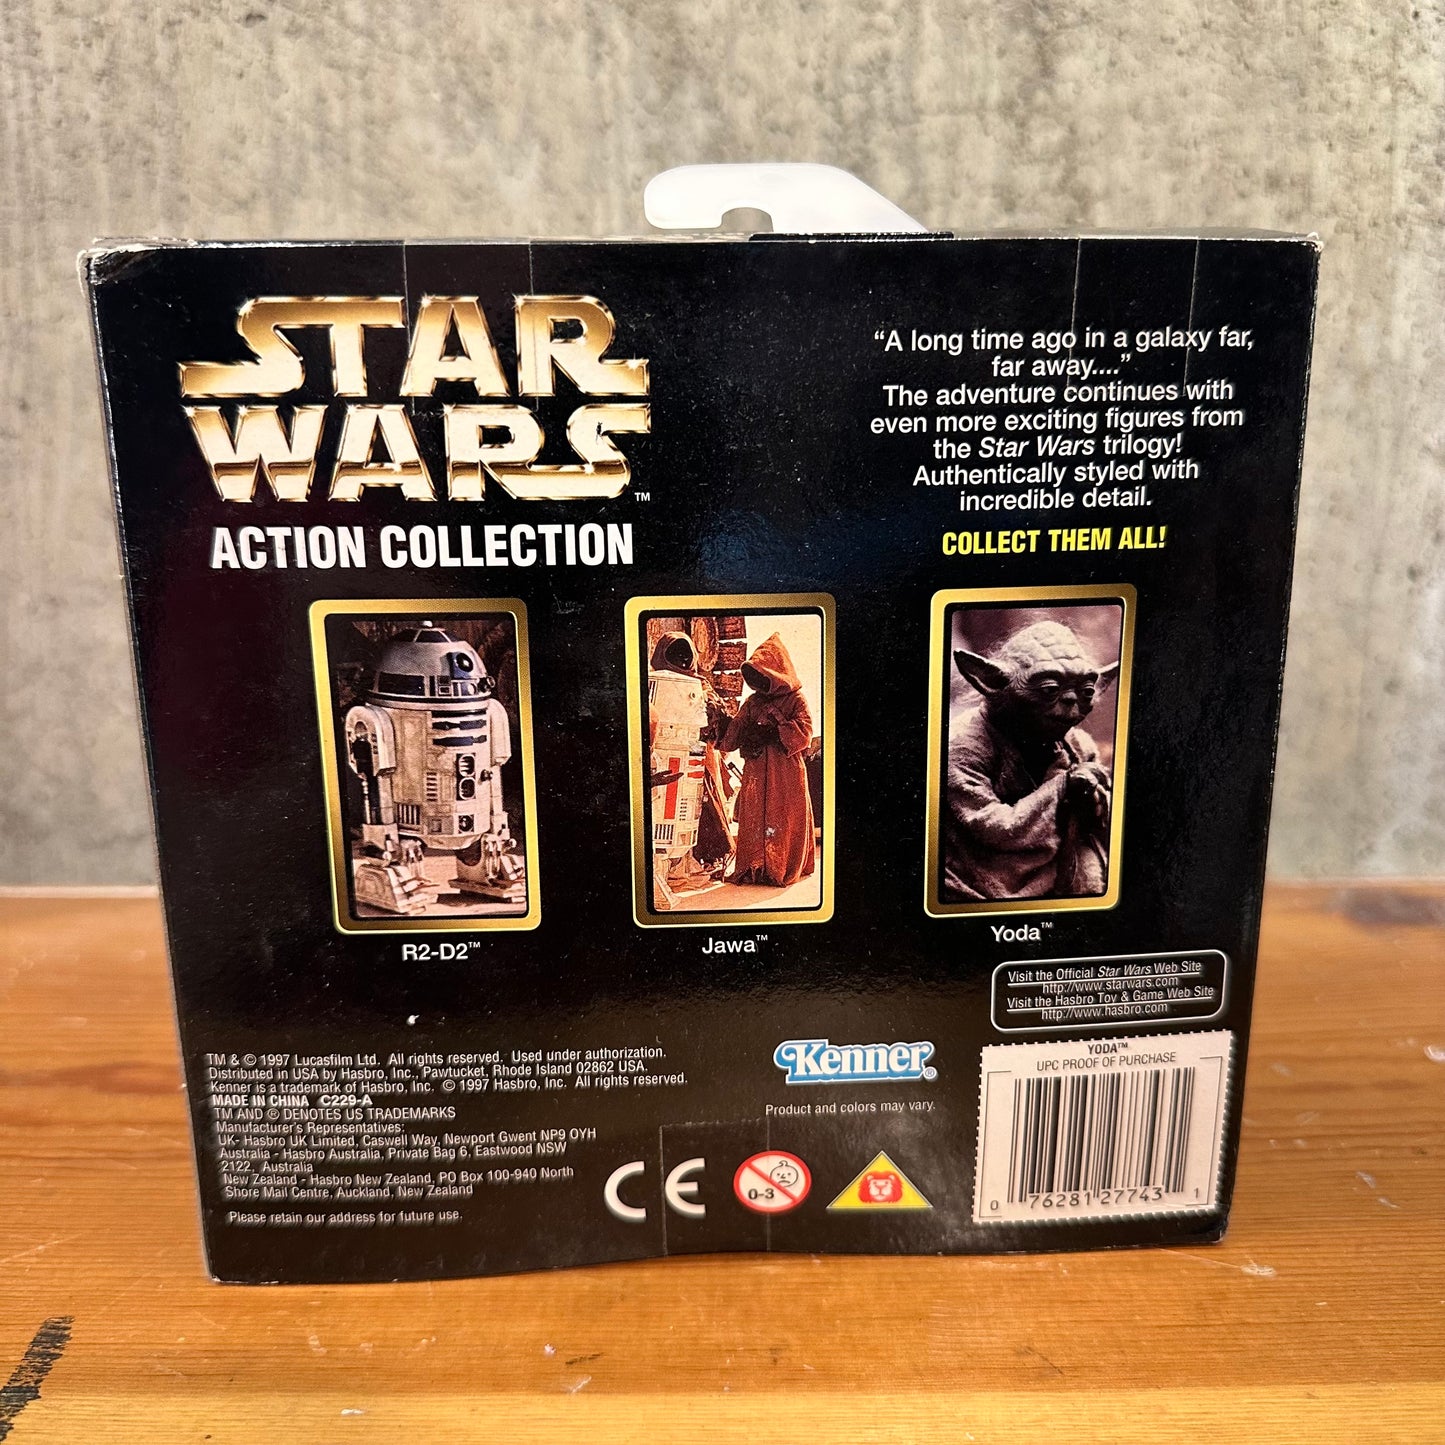 STAR
WARS™
ACTION COLLECTION
“A long time ago in a galaxy far,
far away....”
The adventure continues with
even more exciting figures from
the Star Wars trilogy!
Authentically styled with
incredible detail.
COLLECT THEM ALL!
R2-D2™
Jawa™
Yoda™
Visit the Official Star Wars Web Site
http://www.starwars.com
Visit the Hasbro Toy & Game Web Site
http://www.hasbro.com
TM & © 1997 Lucasfilm Ltd. All rights reserved. Used under authorization.
Distributed in USA by Hasbro, Inc., Pawtucket, Rhode Island 02862 USA.
Kenner is a trademark of Hasbro, Inc. © 1997 Hasbro, Inc. All rights reserved.
MADE IN CHINA C229-A
TM AND ® DENOTES US TRADEMARKS
Manufacturer's Representatives:
UK- Hasbro UK Limited, Caswell Way, Newport Gwent NP9 OYH
Australia - Hasbro Australia, Private Bag 6, Eastwood NSW
2122, Australia
New Zealand - Hasbro New Zealand, PO Box 100-940 North
Shore Mail Centre, Auckland, New Zealand
Please retain our address for future use.
Kenner®
Product and colors may vary.
CE
0-3
YODA™
UPC PROOF OF PURCHASE
0 76281 27743 1